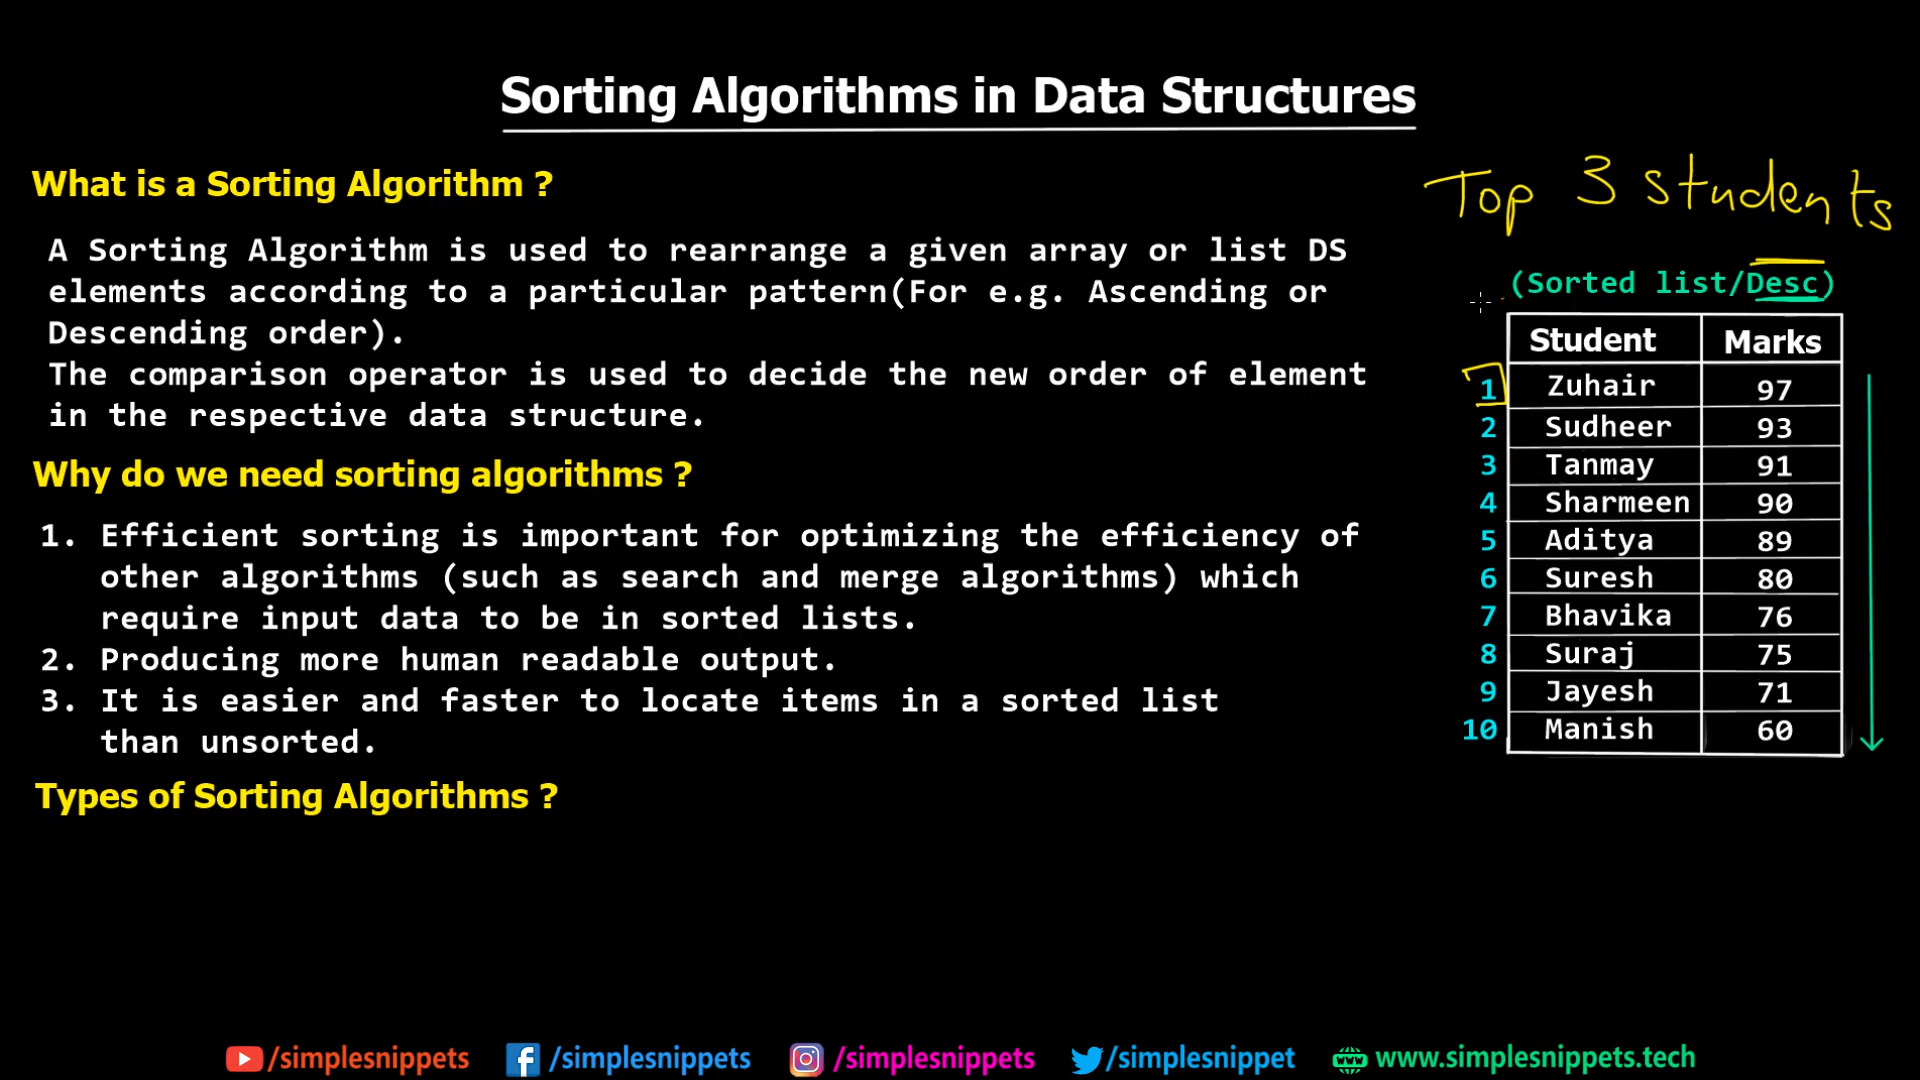 Sorting Algorithms in Data Structures
What is a Sorting Algorithm ?
A Sorting Algorithm is used to rearrange a given array or list DS
elements according to a particular pattern(For e.g. Ascending or
Descending order).
The comparison operator is used to decide the new order of element
in the respective data structure.
Why do we need sorting algorithms ?
1. Efficient sorting is important for optimizing the efficiency of
other algorithms (such as search and merge algorithms) which
require input data to be in sorted lists.
2. Producing more human readable output.
3. It is easier and faster to locate items in a sorted list
than unsorted.
Types of Sorting Algorithms ?
Top 3 students
(Sorted list/Desc)
Student Marks
1 Zuhair 97
2 Sudheer 93
3 Tanmay 91
4 Sharmeen 90
5 Aditya 89
6 Suresh 80
7 Bhavika 76
8 Suraj 75
9 Jayesh 71
10 Manish 60
/simplesnippets /simplesnippets /simplesnippets /simplesnippet www.simplesnippets.tech